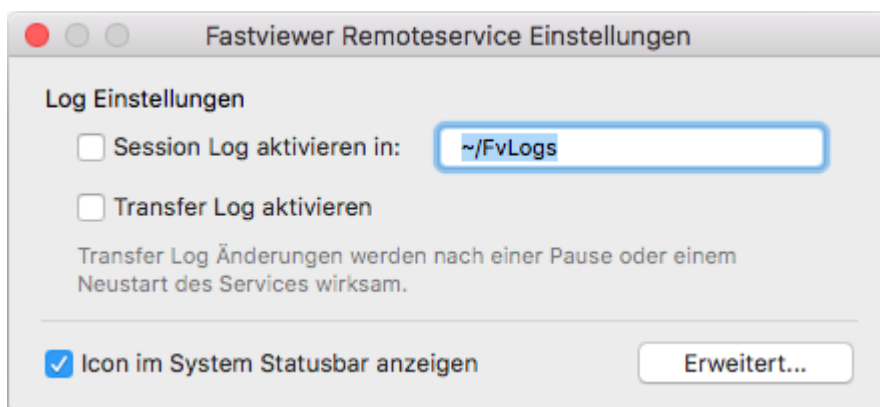 Fastviewer Remoteservice Einstellungen
Log Einstellungen
Session Log aktivieren in: ~/FvLogs
Transfer Log aktivieren
Transfer Log Änderungen werden nach einer Pause oder einem
Neustart des Services wirksam.
Icon im System Statusbar anzeigen Erweitert...